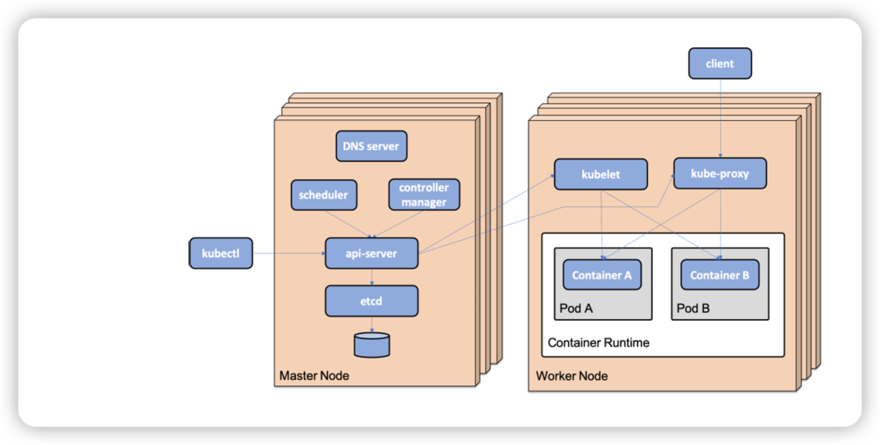 client
DNS server
kubelet
kube-proxy
scheduler
controller
manager
kubectl
api-server
Container A
Container B
etcd
Pod A
Pod B
Container Runtime
Master Node
Worker Node